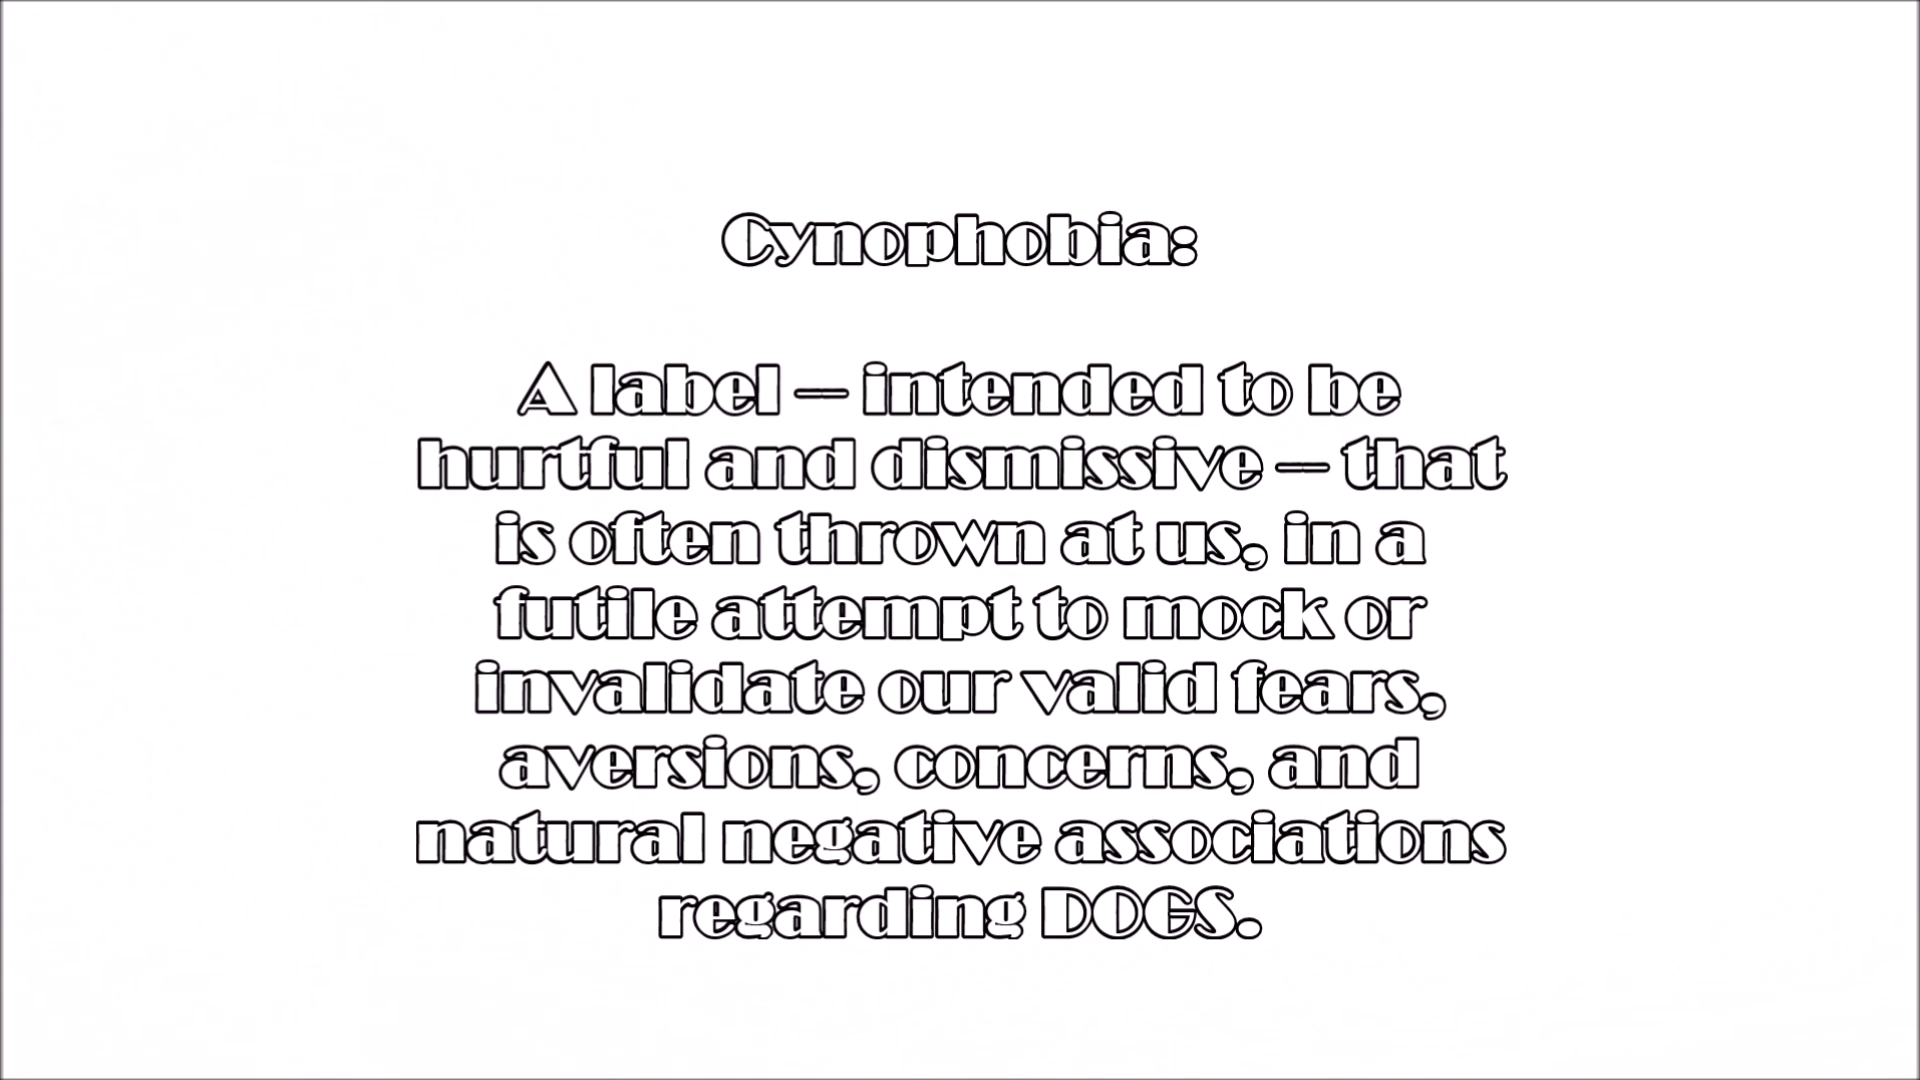 Cynophobia:
A label — intended to be
hurtful and dismissive — that
is often thrown at us, in a
futile attempt to mock or
invalidate our valid fears,
aversions, concerns, and
natural negative associations
regarding DOGS.